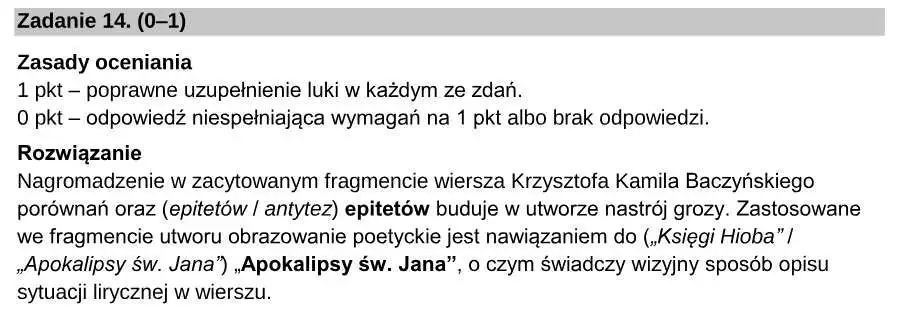 Zadanie 14. (0–1)
Zasady oceniania
1 pkt – poprawne uzupełnienie luki w każdym ze zdań.
0 pkt – odpowiedź niespełniająca wymagań na 1 pkt albo brak odpowiedzi.
Rozwiązanie
Nagromadzenie w zacytowanym fragmencie wiersza Krzysztofa Kamila Baczyńskiego
porównań oraz (epitetów / antytez) epitetów buduje w utworze nastrój grozy. Zastosowane
we fragmencie utworu obrazowanie poetyckie jest nawiązaniem do („Księgi Hioba” /
„Apokalipsy św. Jana”) „Apokalipsy św. Jana”, o czym świadczy wizyjny sposób opisu
sytuacji lirycznej w wierszu.